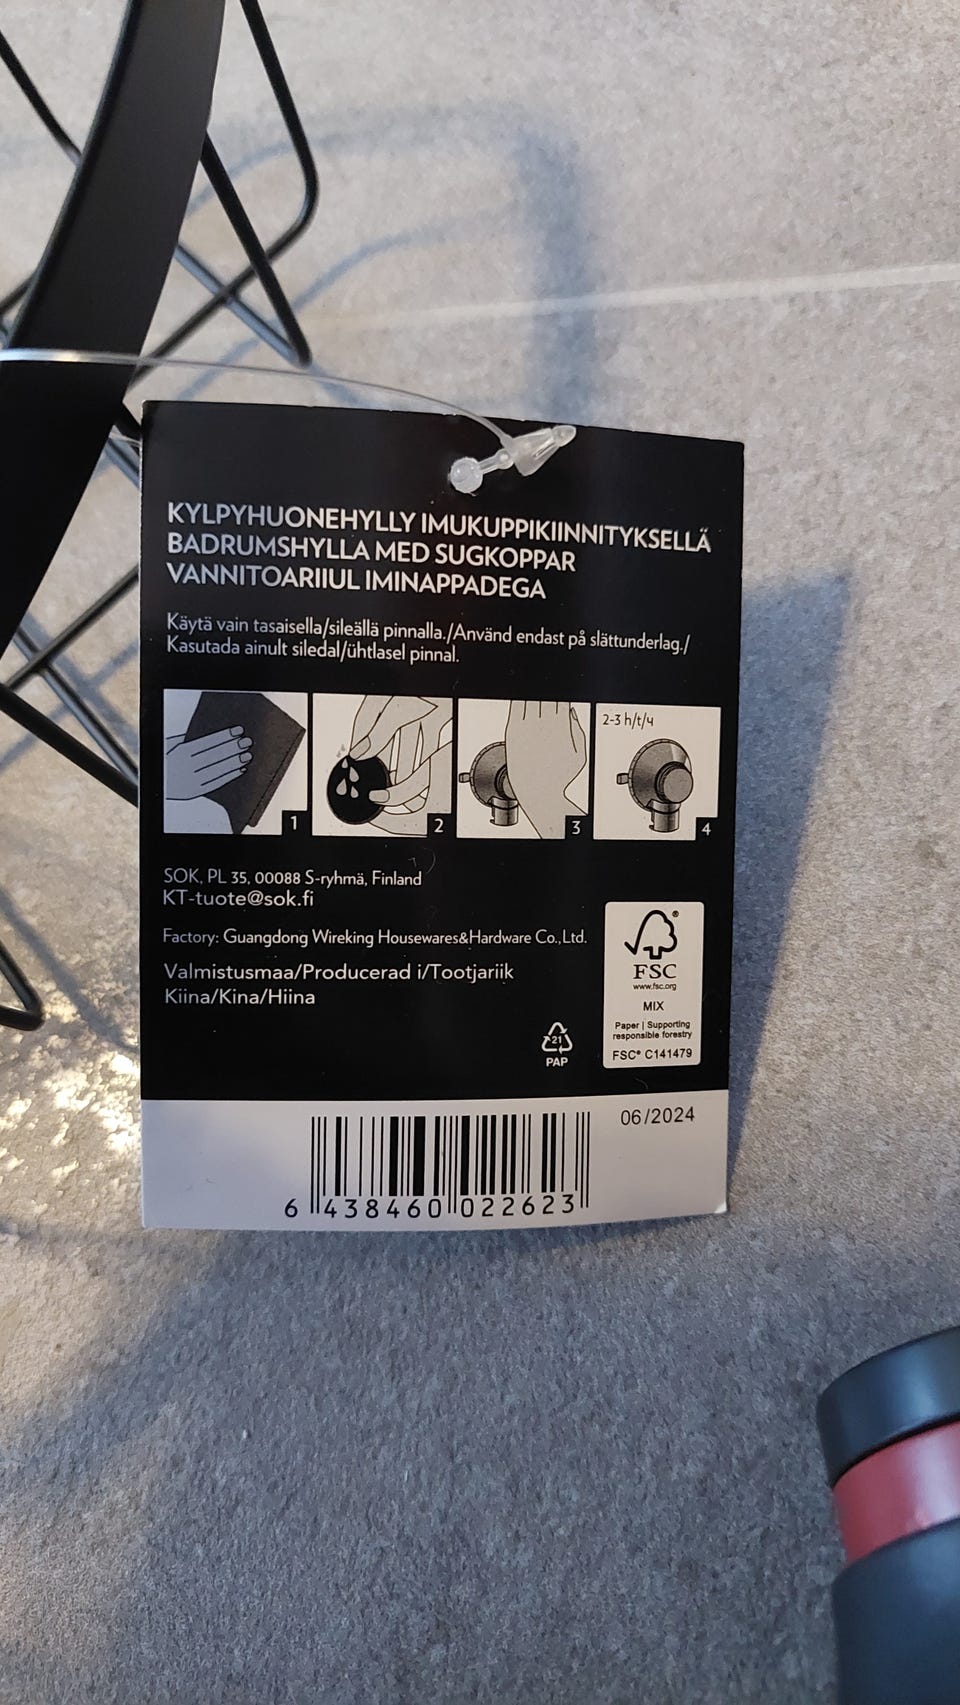 KYLPYHUONEHYLLY IMUKUPPIKIINNITYKSELLÄ
BADRUMSHYLLA MED SUGKOPPAR
VANNITOARIIUL IMINAPPADEGA
Käytä vain tasaisella/sileällä pinnalla./Använd endast på slättunderlag./
Kasutada ainult siledal/ühtlasel pinnal.
1
2
3
2-3 h/t/4
4
SOK, PL 35, 00088 S-ryhmä, Finland
KT-tuote@sok.fi
Factory: Guangdong Wireking Housewares&Hardware Co.,Ltd.
Valmistusmaa/Producerad i/Tootjariik
Kiina/Kina/Hiina
21
PAP
®
FSC
www.fsc.org
MIX
Paper | Supporting
responsible forestry
FSC® C141479
06/2024
6 438460 022623